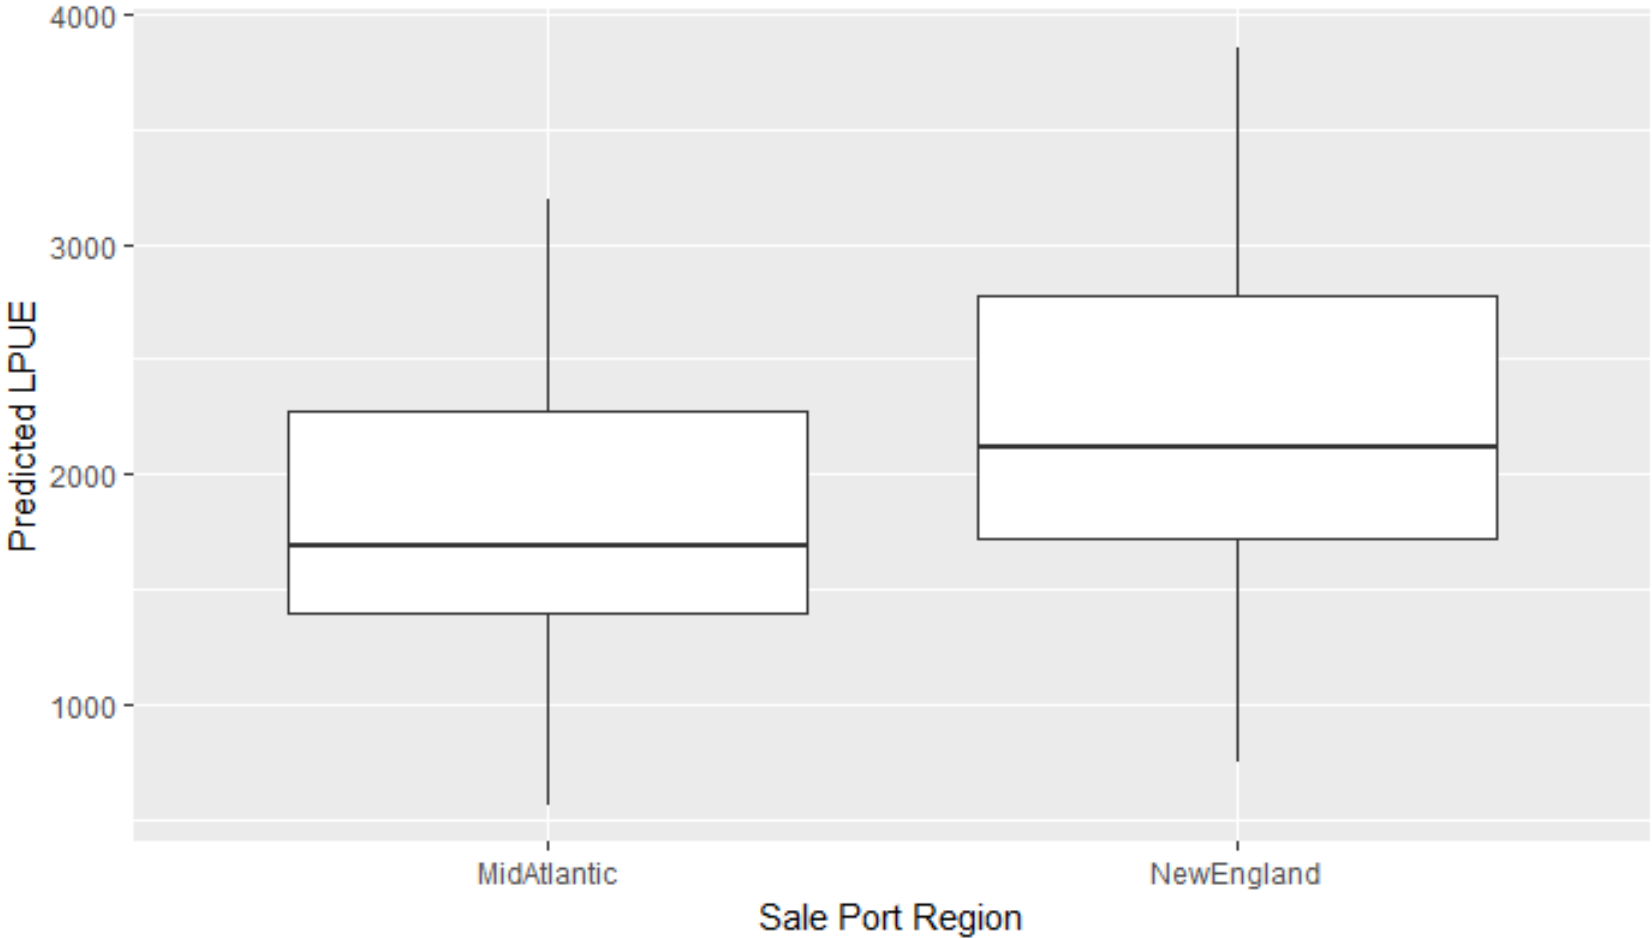 4000
3000
2000
1000
Predicted LPUE
MidAtlantic
NewEngland
Sale Port Region